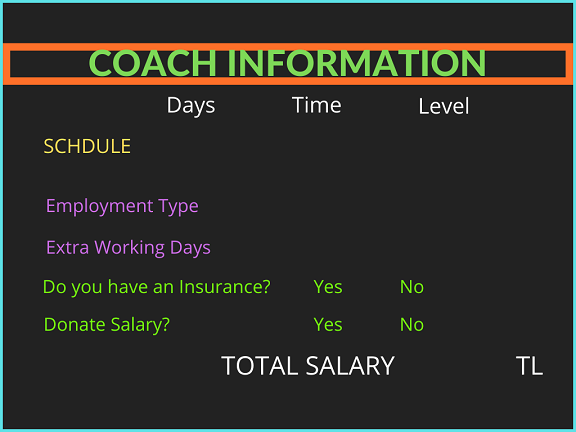 COACH INFORMATION
Days Time Level
SCHDULE
Employment Type
Extra Working Days
Do you have an Insurance? Yes No
Donate Salary? Yes No
TOTAL SALARY TL